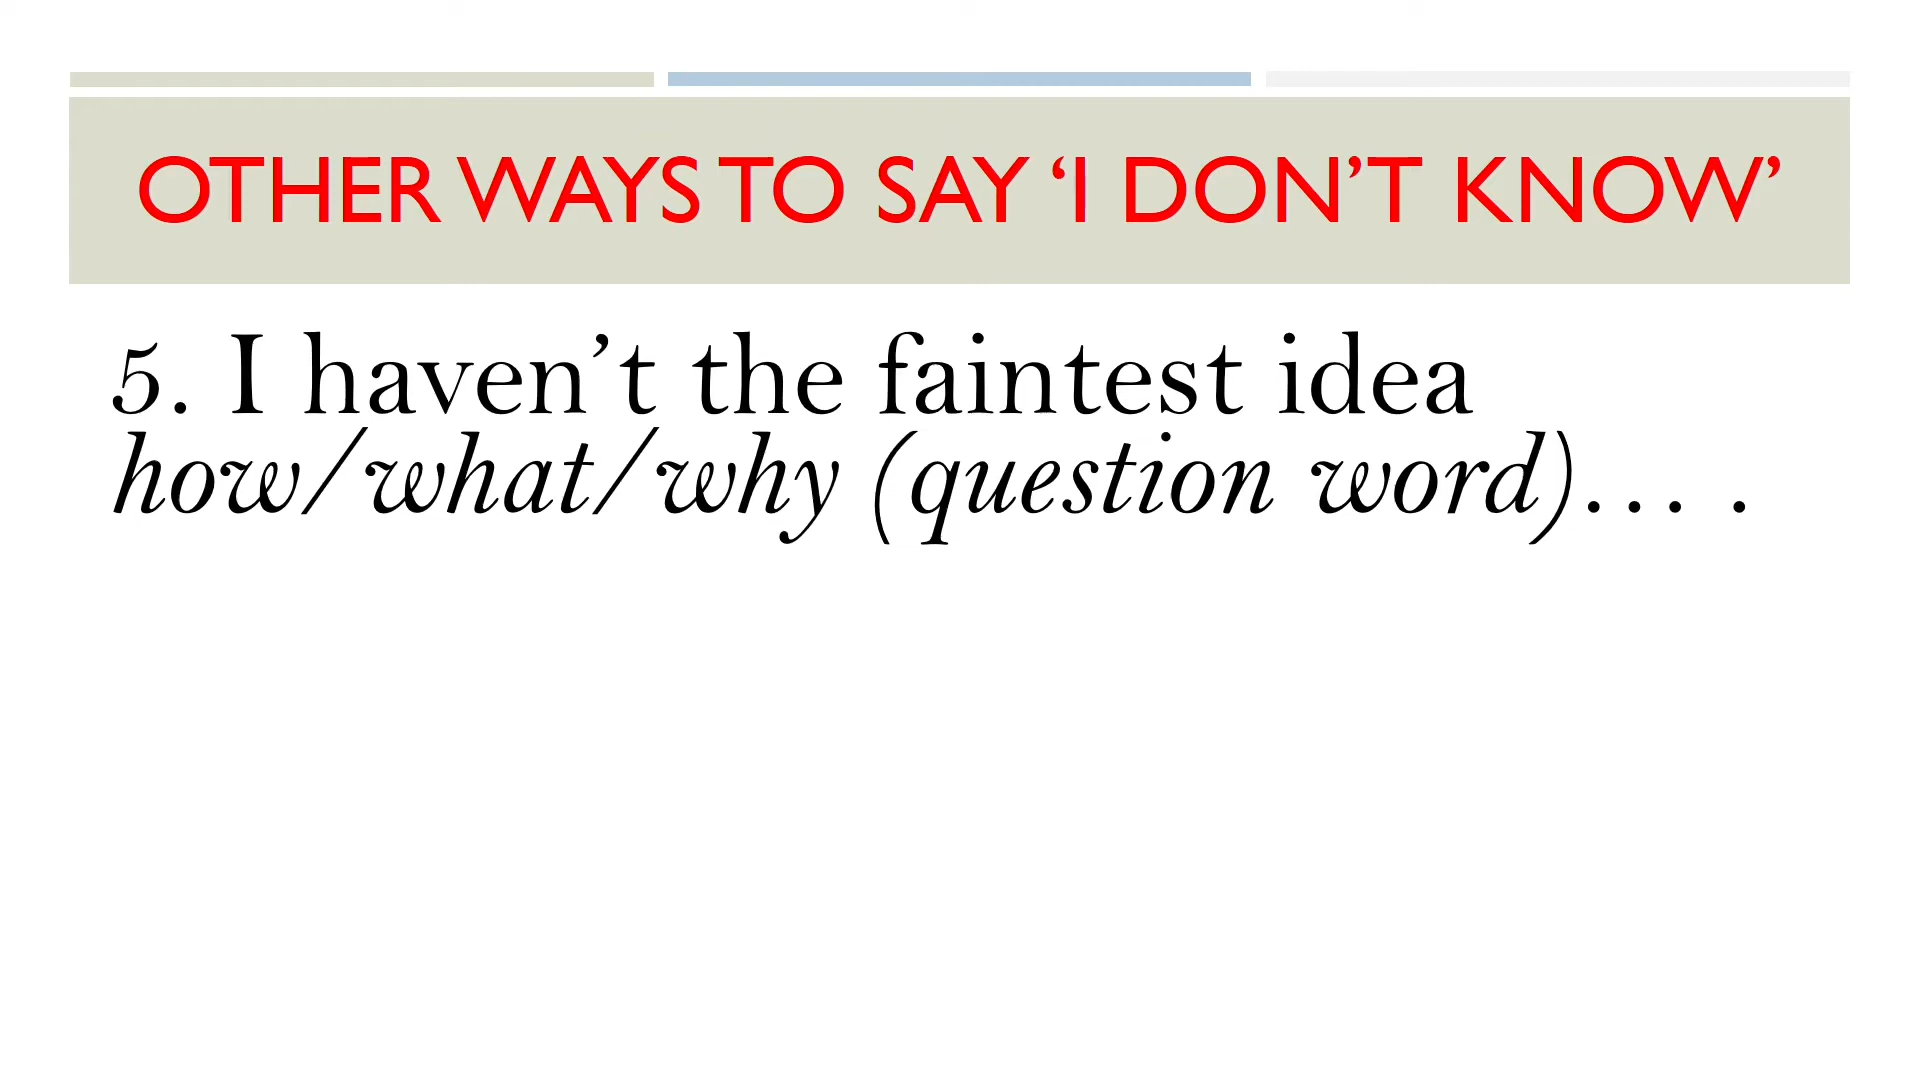 OTHER WAYS TO SAY ‘I DON’T KNOW’
5. I haven’t the faintest idea
how/what/why (question word)… .